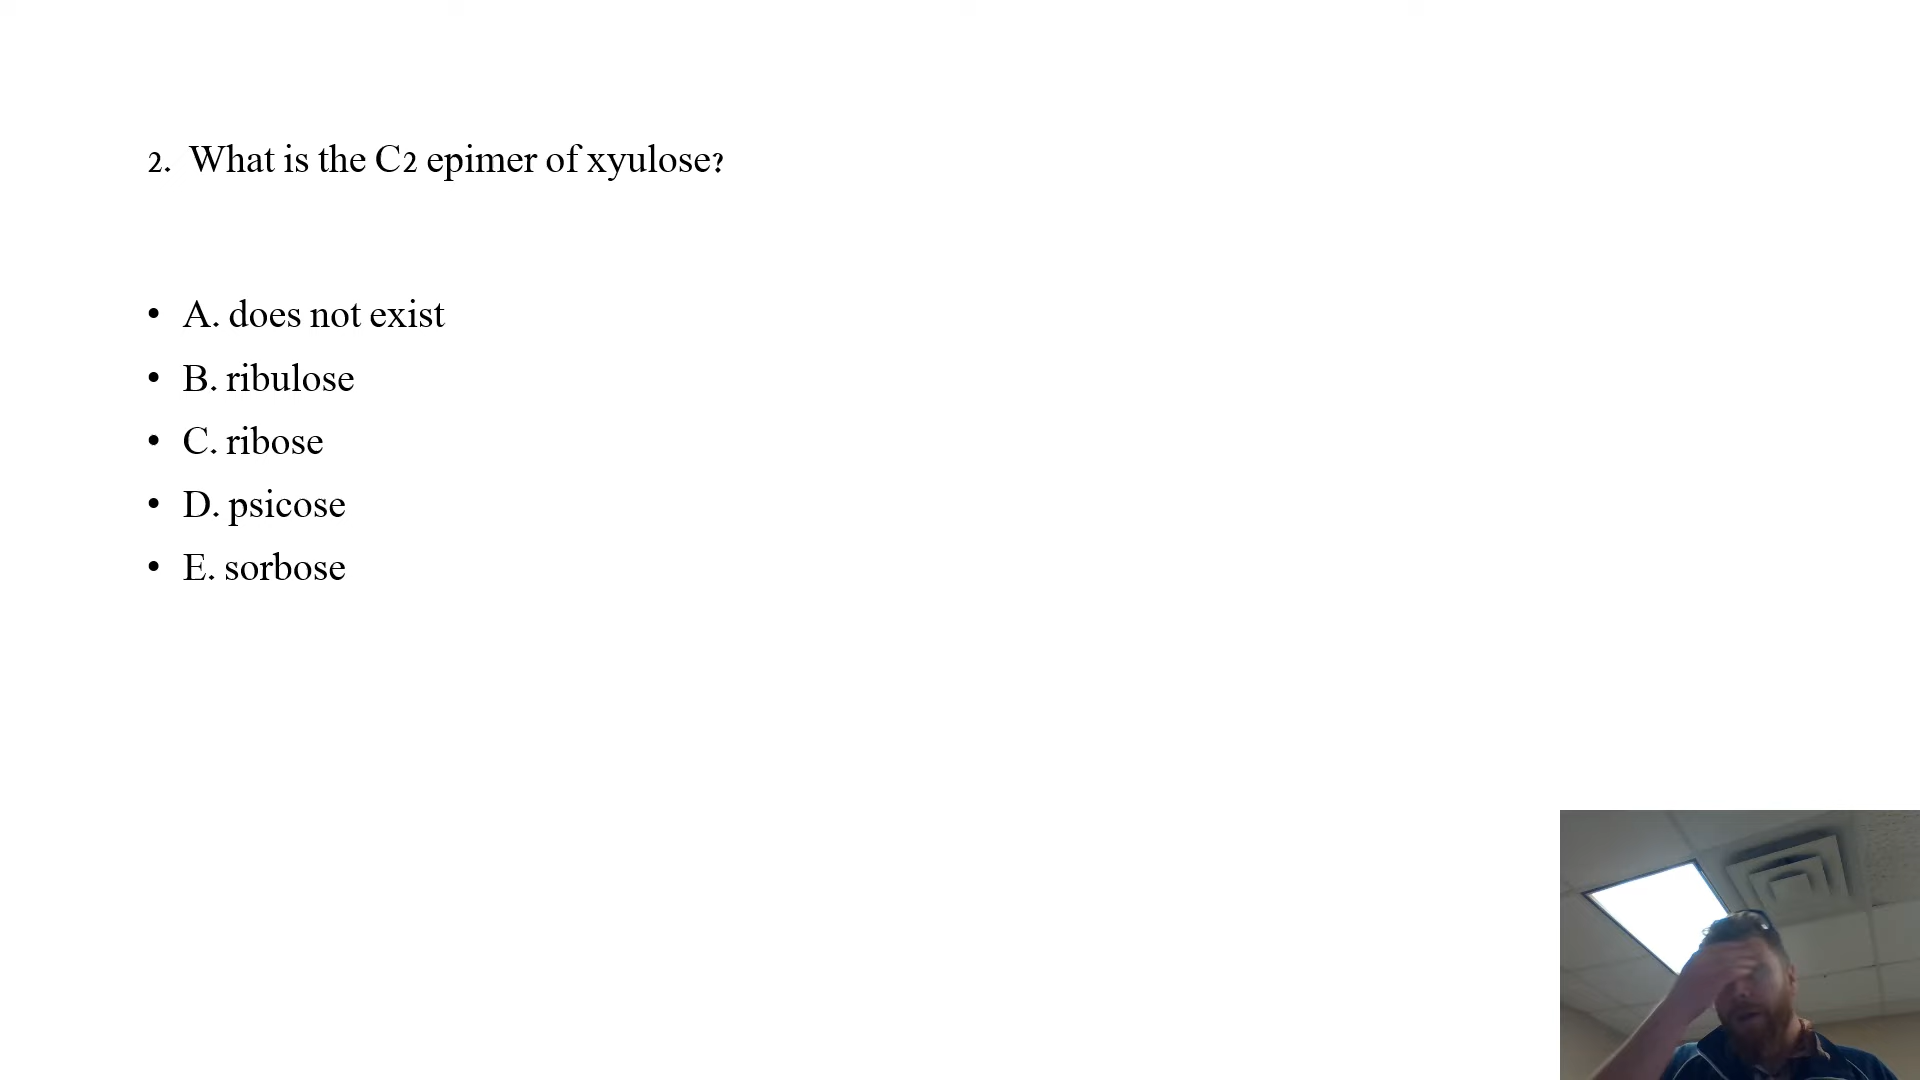 2. What is the C2 epimer of xyulose?
• A. does not exist
• B. ribulose
• C. ribose
• D. psicose
• E. sorbose